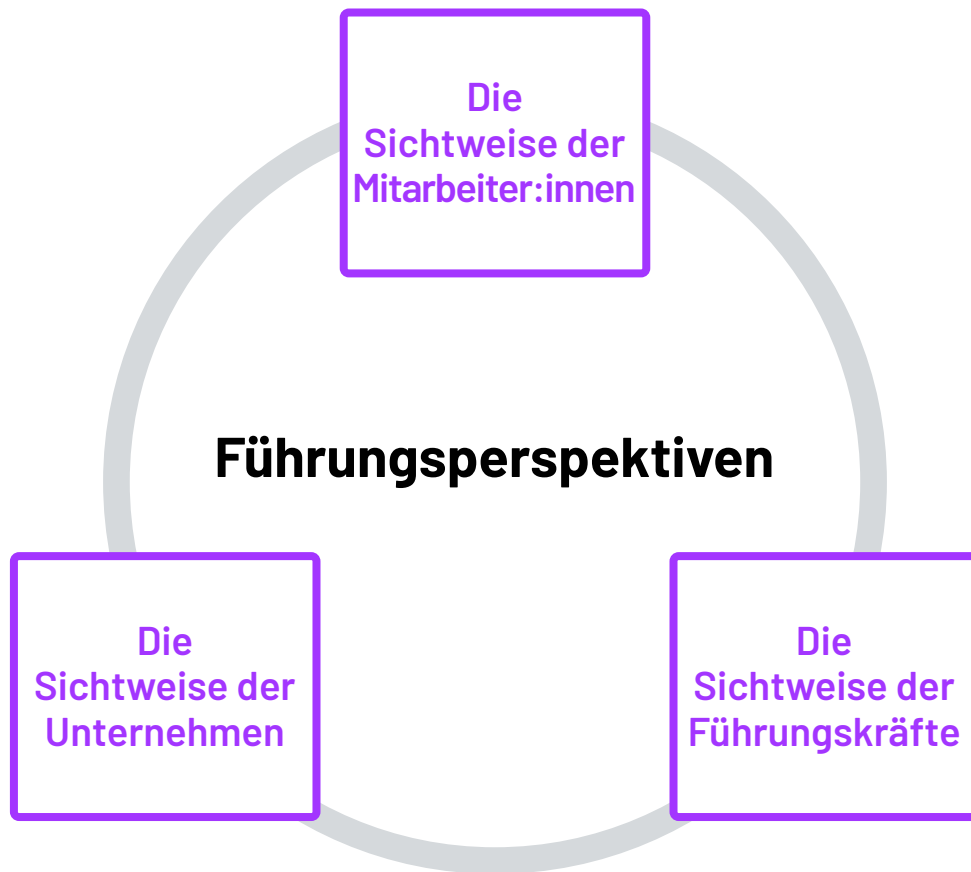 Die
Sichtweise der
Mitarbeiter:innen
Führungsperspektiven
Die
Sichtweise der
Unternehmen
Die
Sichtweise der
Führungskräfte